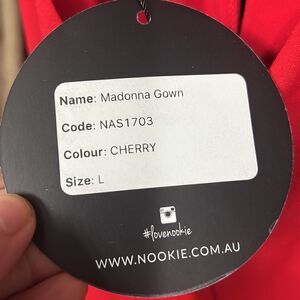 Name: Madonna Gown
Code: NAS1703
Colour: CHERRY
Size: L
#lovenookie
WWW.NOOKIE.COM.AU